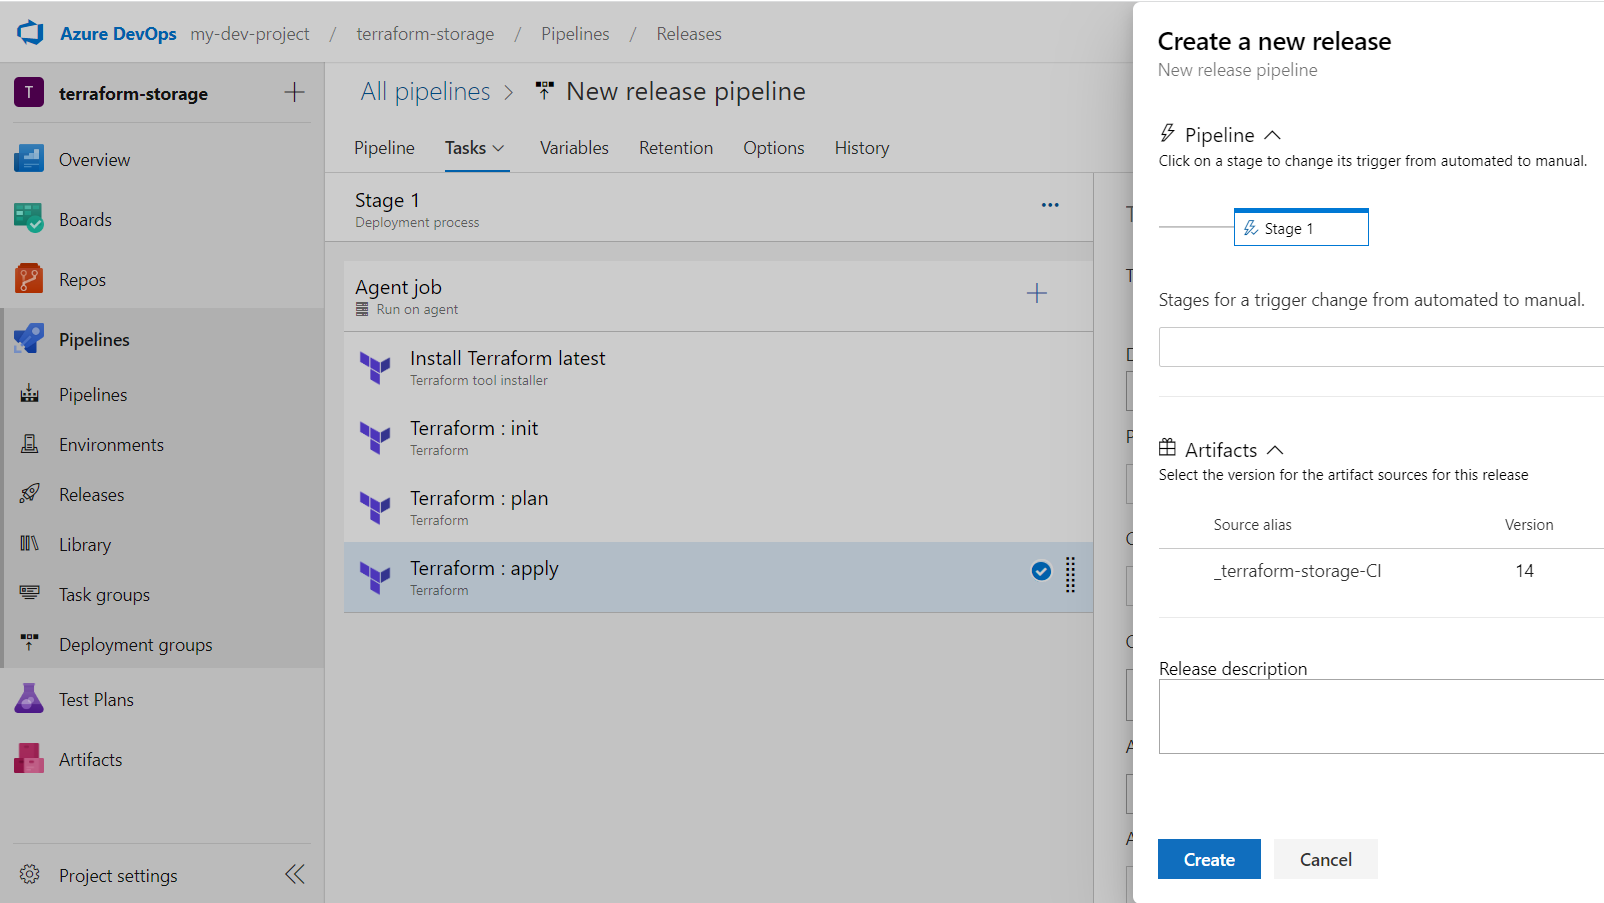 Azure DevOps my-dev-project / terraform-storage / Pipelines / Releases
T terraform-storage
Overview
Boards
Repos
Pipelines
Pipelines
Environments
Releases
Library
Task groups
Deployment groups
Test Plans
Artifacts
Project settings
All pipelines > New release pipeline
Pipeline Tasks Variables Retention Options History
Stage 1
Deployment process
Agent job
Run on agent
Install Terraform latest
Terraform tool installer
Terraform : init
Terraform
Terraform : plan
Terraform
Terraform : apply
Terraform
Create a new release
New release pipeline
Pipeline
Click on a stage to change its trigger from automated to manual.
Stage 1
Stages for a trigger change from automated to manual.
Artifacts
Select the version for the artifact sources for this release
Source alias Version
_terraform-storage-CI 14
Release description
Create Cancel